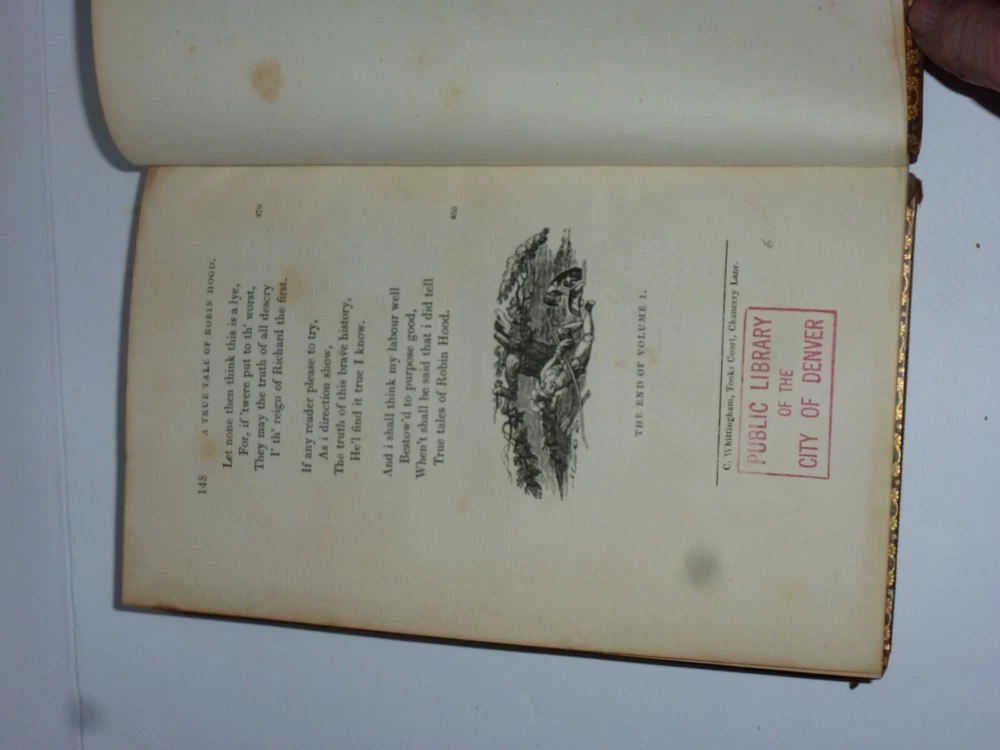 148
A TRUE TALE OF ROBIN HOOD.
Let none then think this is a lye,
For, if 'twere put to th' worst,
They may the truth of all descry
I' th' reign of Richard the first.
If any reader please to try,
As i direction show,
The truth of this brave history,
He'l find it true I know.
And i shall think my labour well
Bestow'd to purpose good,
When't shall be said that i did tell
True tales of Robin Hood.
THE END OF VOLUME I.
C. Whittingham, Tooks Court, Chancery Lane.
6
PUBLIC LIBRARY
OF THE
CITY OF DENVER